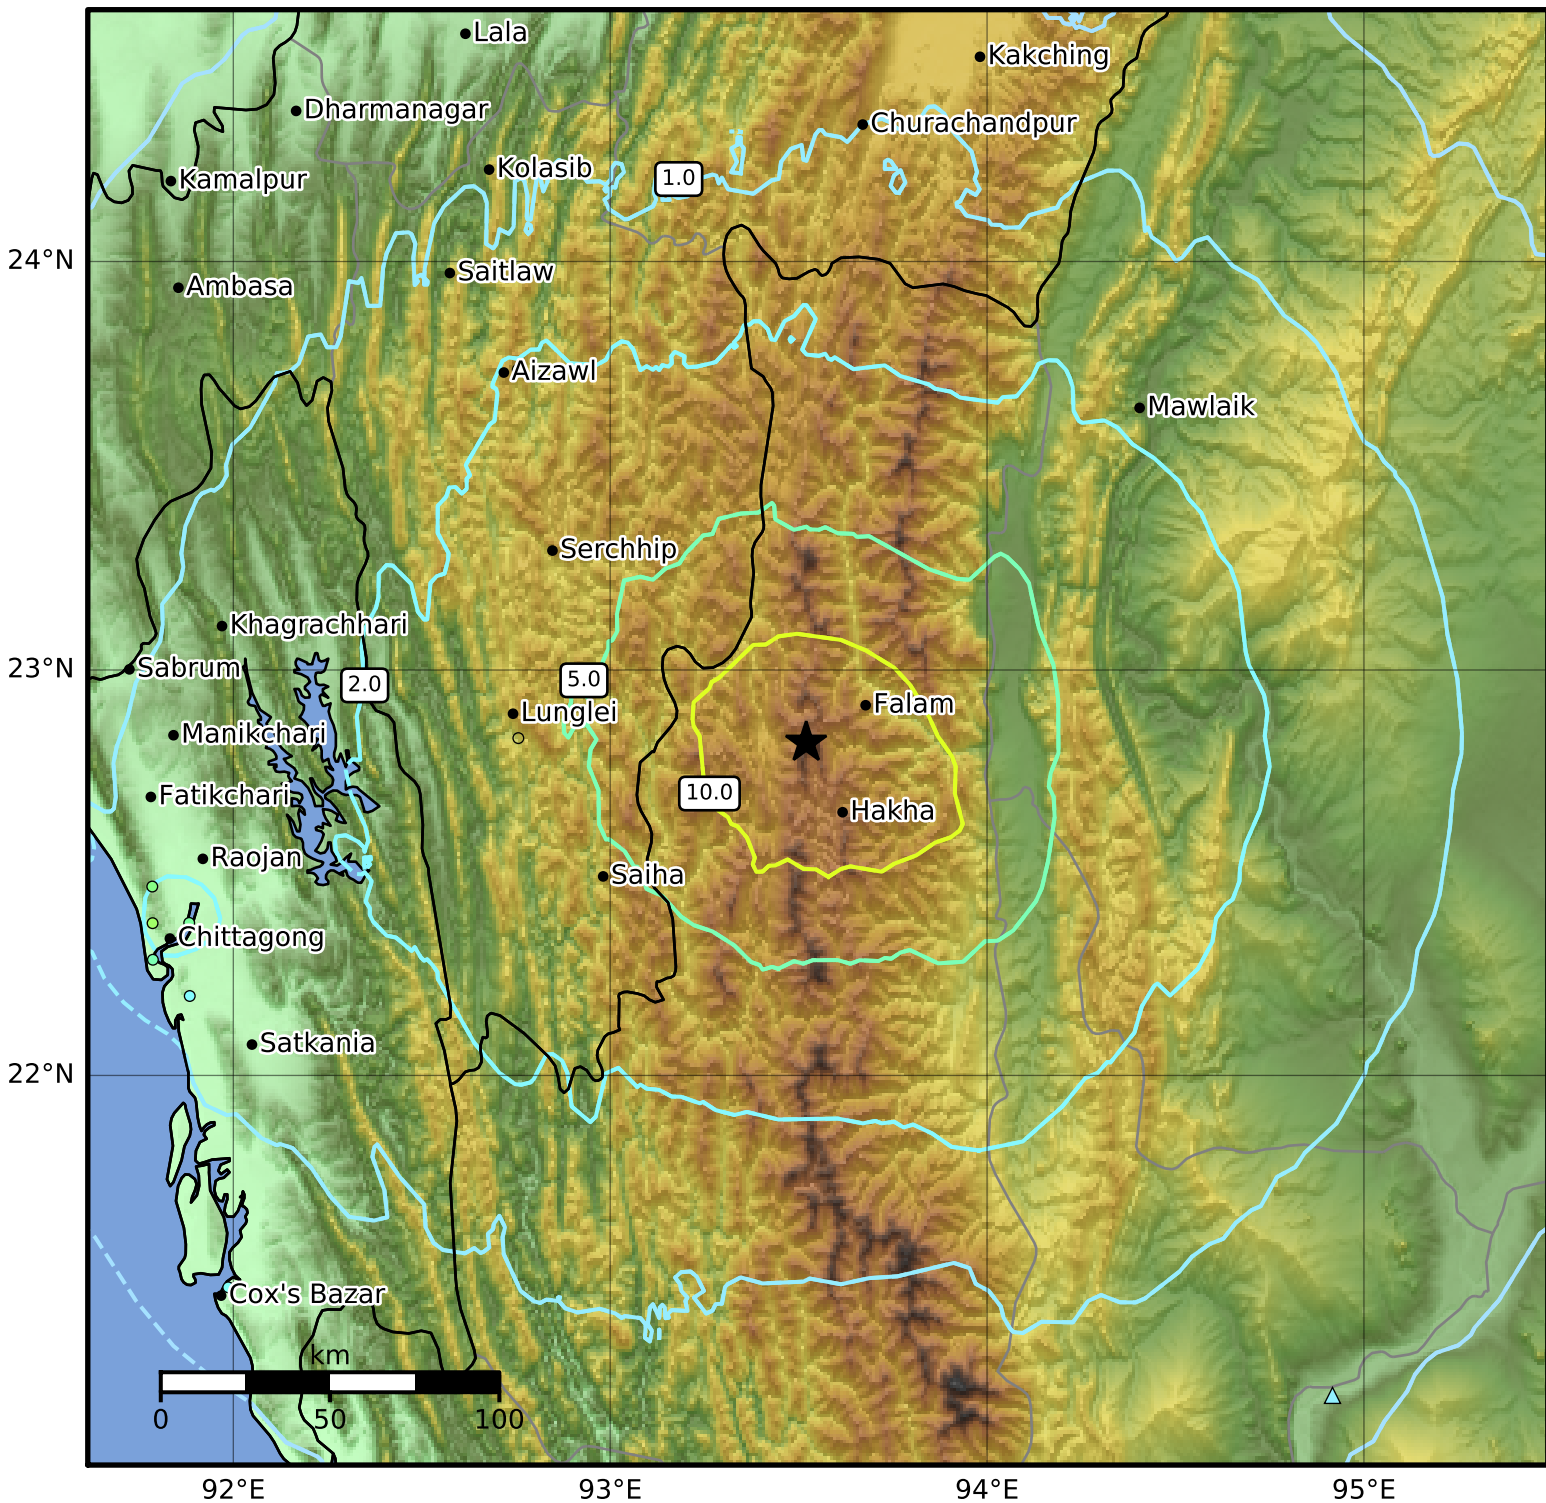 Lala
Kakching
Dharmanagar
Churachandpur
Kolasib
1.0
Kamalpur
24°N
Saitlaw
Ambasa
Aizawl
Mawlaik
Serchhip
Khagrachhari
23°N
Sabrum
2.0
5.0
Falam
Lunglei
Manikchari
10.0
Fatikchari
Hakha
Raojan
Saiha
Chittagong
Satkania
22°N
Cox's Bazar
km
0 50 100
92°E 93°E 94°E 95°E